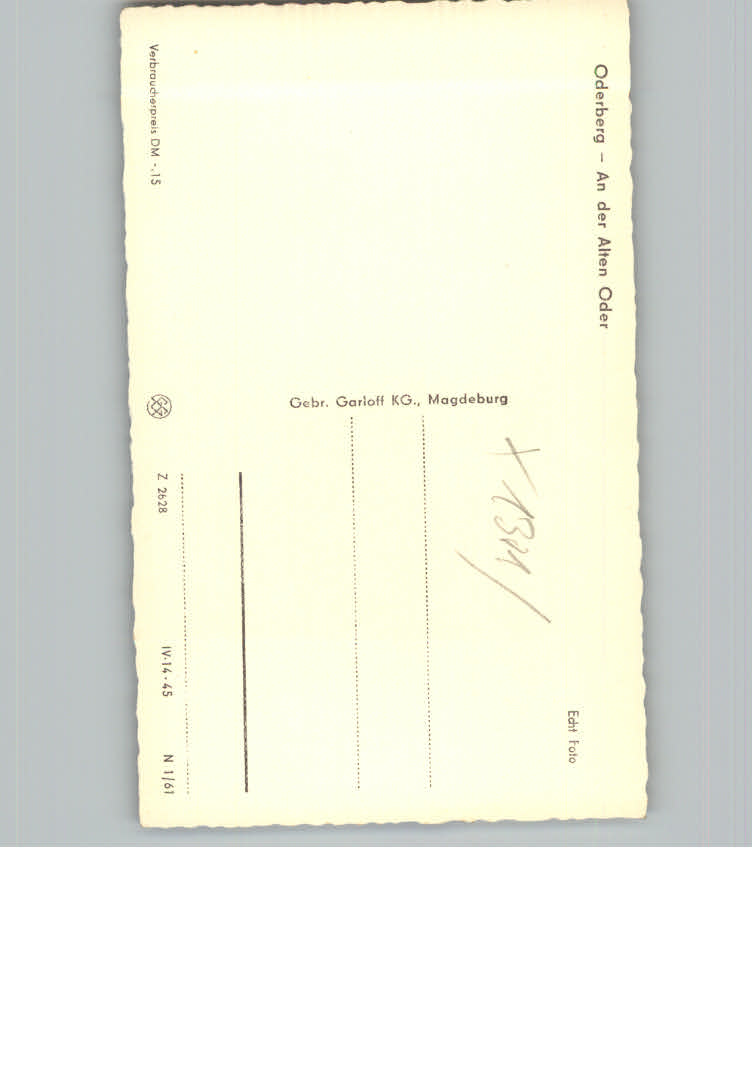 Oderberg – An der Alten Oder
Echt Foto
Gebr. Garloff KG., Magdeburg
Verbraucherpreis DM -.15
Z 2628
IV-14-45
N 1/61